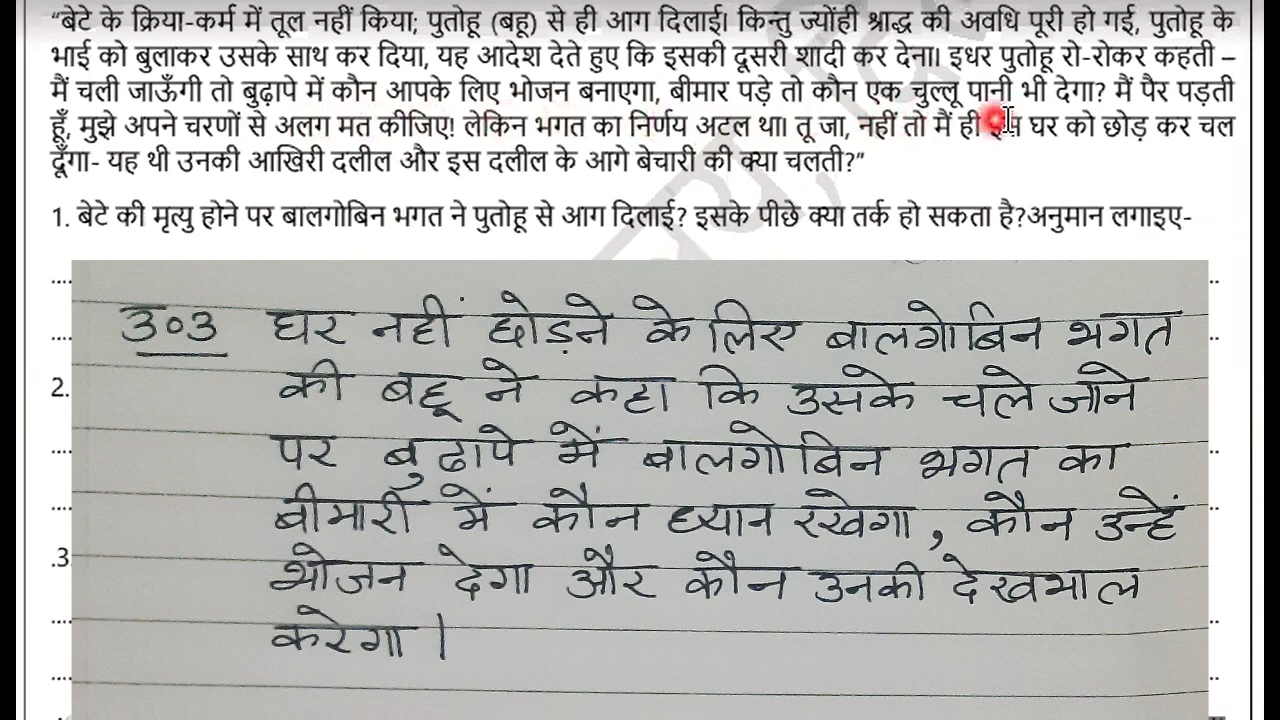 “बेटे के क्रिया-कर्म में तूल नहीं किया; पुतोहू (बहू) से ही आग दिलाई। किन्तु ज्योंही श्राद्ध की अवधि पूरी हो गई, पुतोहू के
भाई को बुलाकर उसके साथ कर दिया, यह आदेश देते हुए कि इसकी दूसरी शादी कर देना। इधर पुतोहू रो-रोकर कहती –
मैं चली जाऊँगी तो बुढ़ापे में कौन आपके लिए भोजन बनाएगा, बीमार पड़े तो कौन एक चुल्लू पानी भी देगा? मैं पैर पड़ती
हूँ, मुझे अपने चरणों से अलग मत कीजिए! लेकिन भगत का निर्णय अटल था। तू जा, नहीं तो मैं ही इस घर को छोड़ कर चल
दूँगा- यह थी उनकी आखिरी दलील और इस दलील के आगे बेचारी की क्या चलती?”
1. बेटे की मृत्यु होने पर बालगोबिन भगत ने पुतोहू से आग दिलाई? इसके पीछे क्या तर्क हो सकता है?अनुमान लगाइए-
उ०3 घर नहीं छोड़ने के लिए बालगोबिन भगत
2. की बहू ने कहा कि उसके चले जाने
पर बुढापे में बालगोबिन भगत का
बीमारी में कौन ध्यान रखेगा, कौन उन्हें
.3 भोजन देगा और कौन उनकी देखभाल
करेगा।